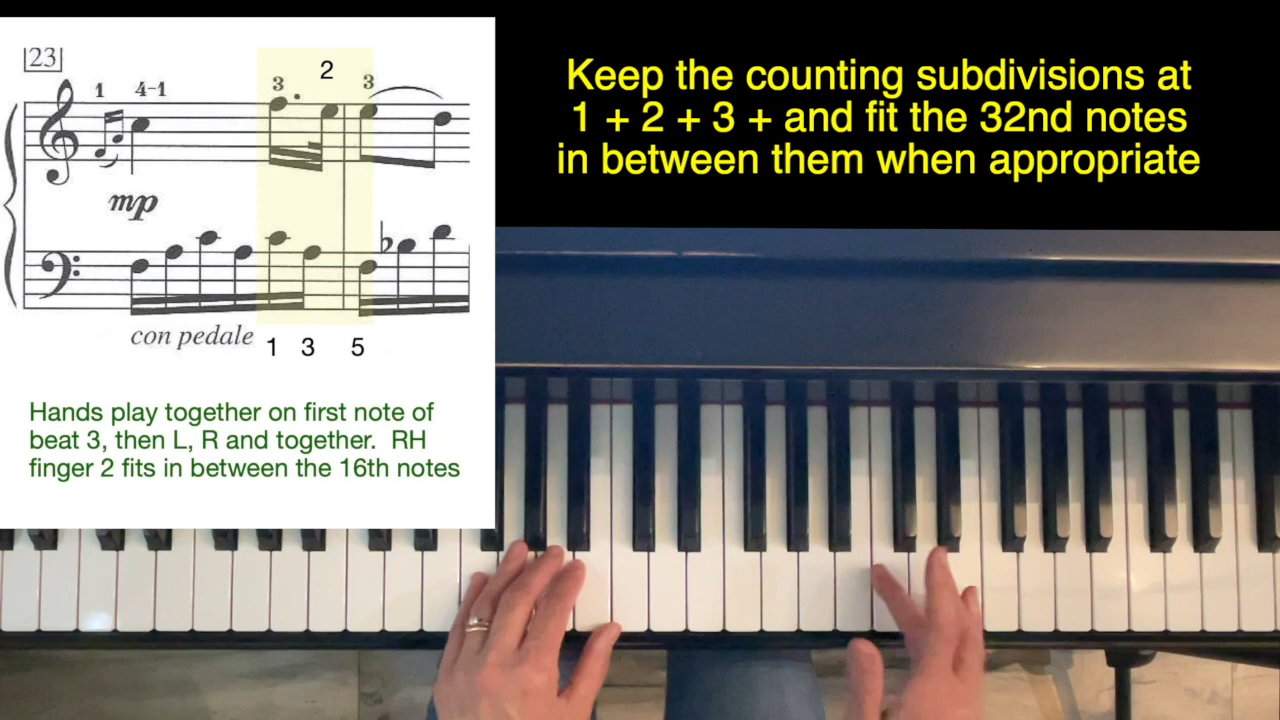 23
2
1 4-1 3 3
mp
con pedale
1 3 5
Hands play together on first note of
beat 3, then L, R and together. RH
finger 2 fits in between the 16th notes
Keep the counting subdivisions at
1 + 2 + 3 + and fit the 32nd notes
in between them when appropriate